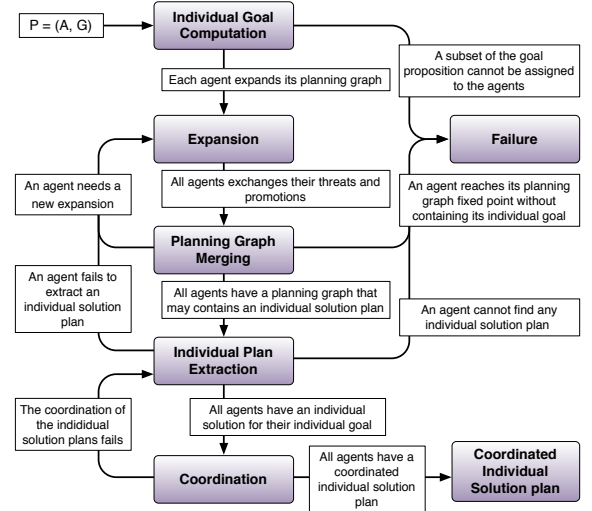 P = (A, G)
Individual Goal
Computation
A subset of the goal
proposition cannot be assigned
to the agents
Each agent expands its planning graph
Expansion
Failure
An agent needs a
new expansion
All agents exchanges their threats and
promotions
An agent reaches its planning
graph fixed point without
containing its individual goal
Planning Graph
Merging
An agent fails to
extract an
individual solution
plan
All agents have a planning graph that
may contains an individual solution plan
An agent cannot find any
individual solution plan
Individual Plan
Extraction
The coordination of
the indididual
solution plans fails
All agents have an individual
solution for their individual goal
Coordination
All agents have a
coordinated
individual solution
plan
Coordinated
Individual
Solution plan